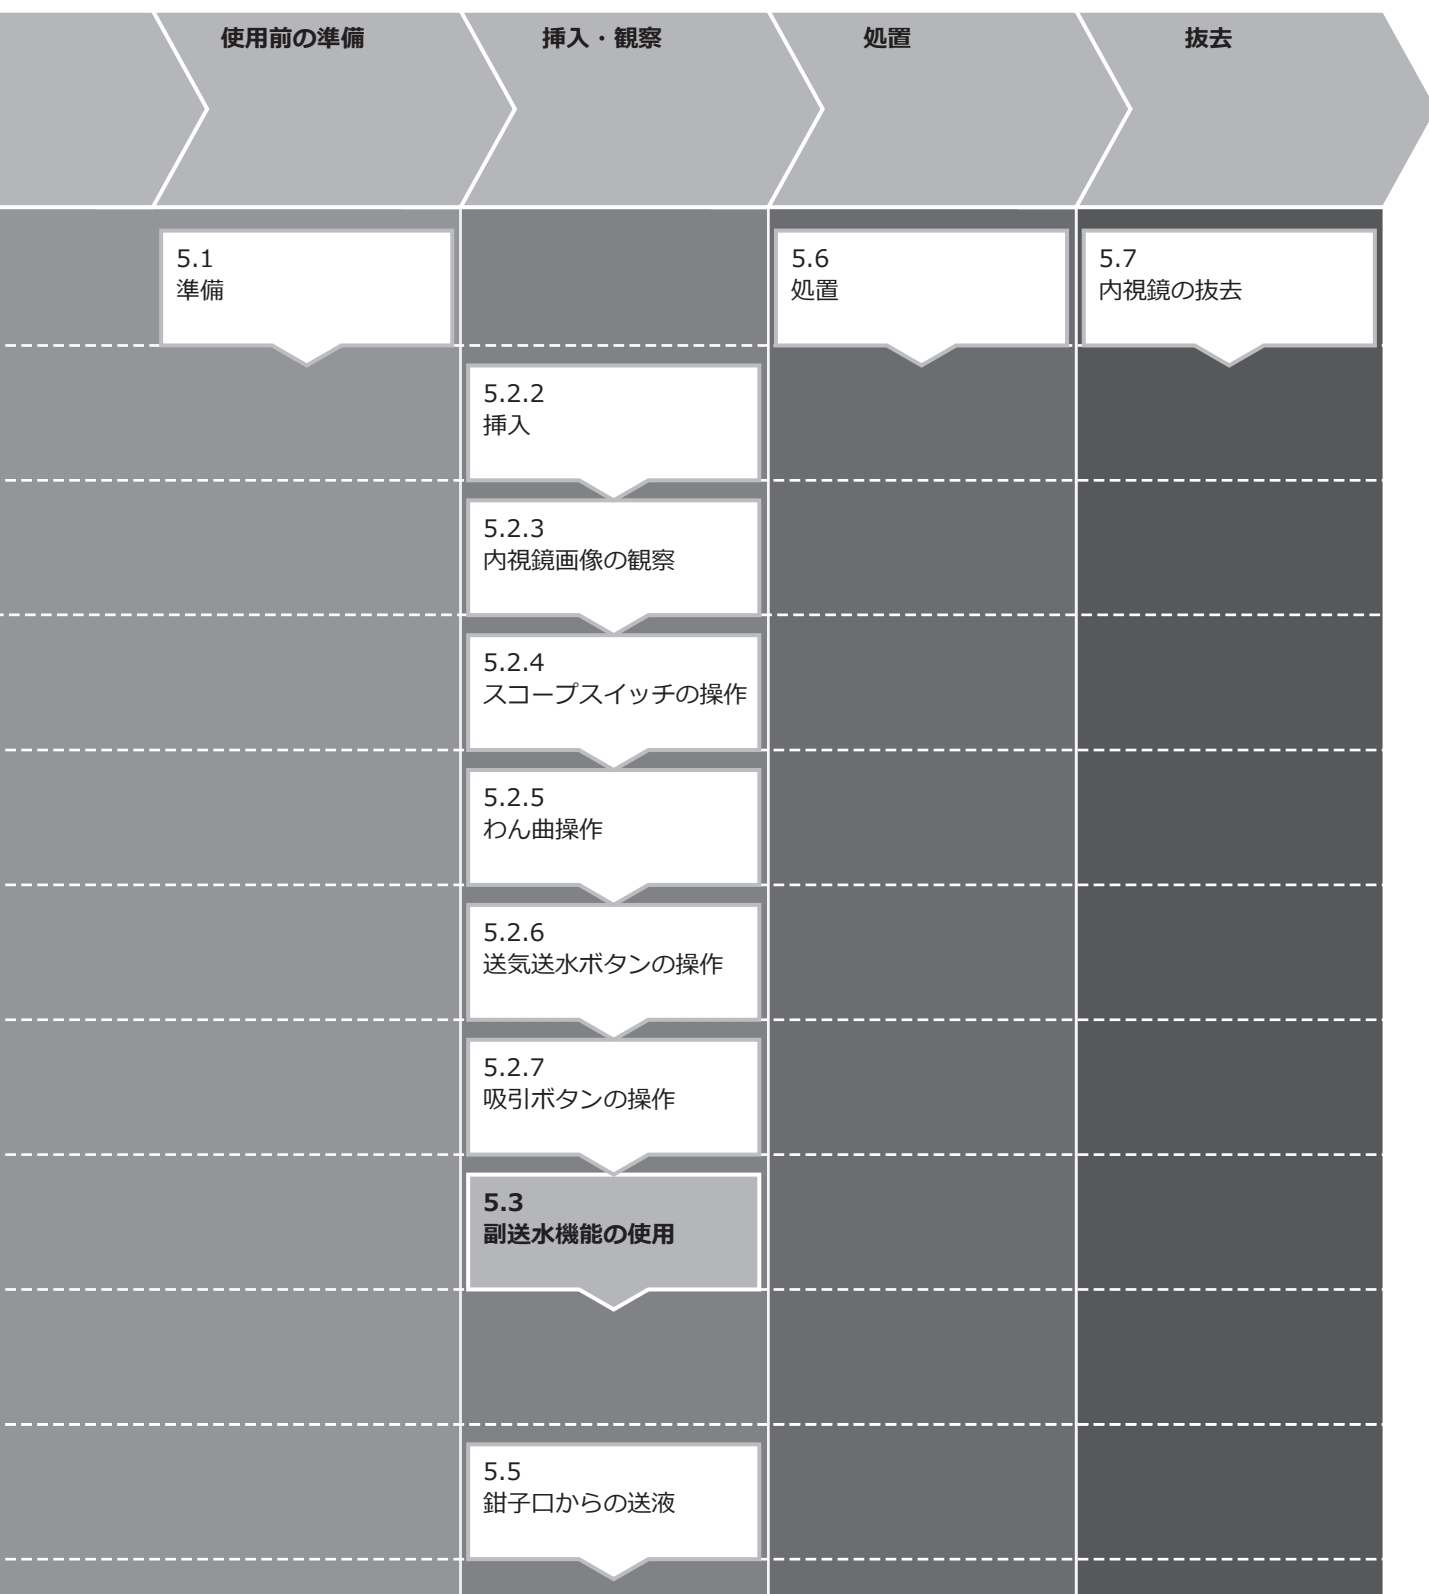 使用前の準備
挿入・観察
処置
抜去
5.1
準備
5.6
処置
5.7
内視鏡の抜去
5.2.2
挿入
5.2.3
内視鏡画像の観察
5.2.4
スコープスイッチの操作
5.2.5
わん曲操作
5.2.6
送気送水ボタンの操作
5.2.7
吸引ボタンの操作
5.3
副送水機能の使用
5.5
鉗子口からの送液